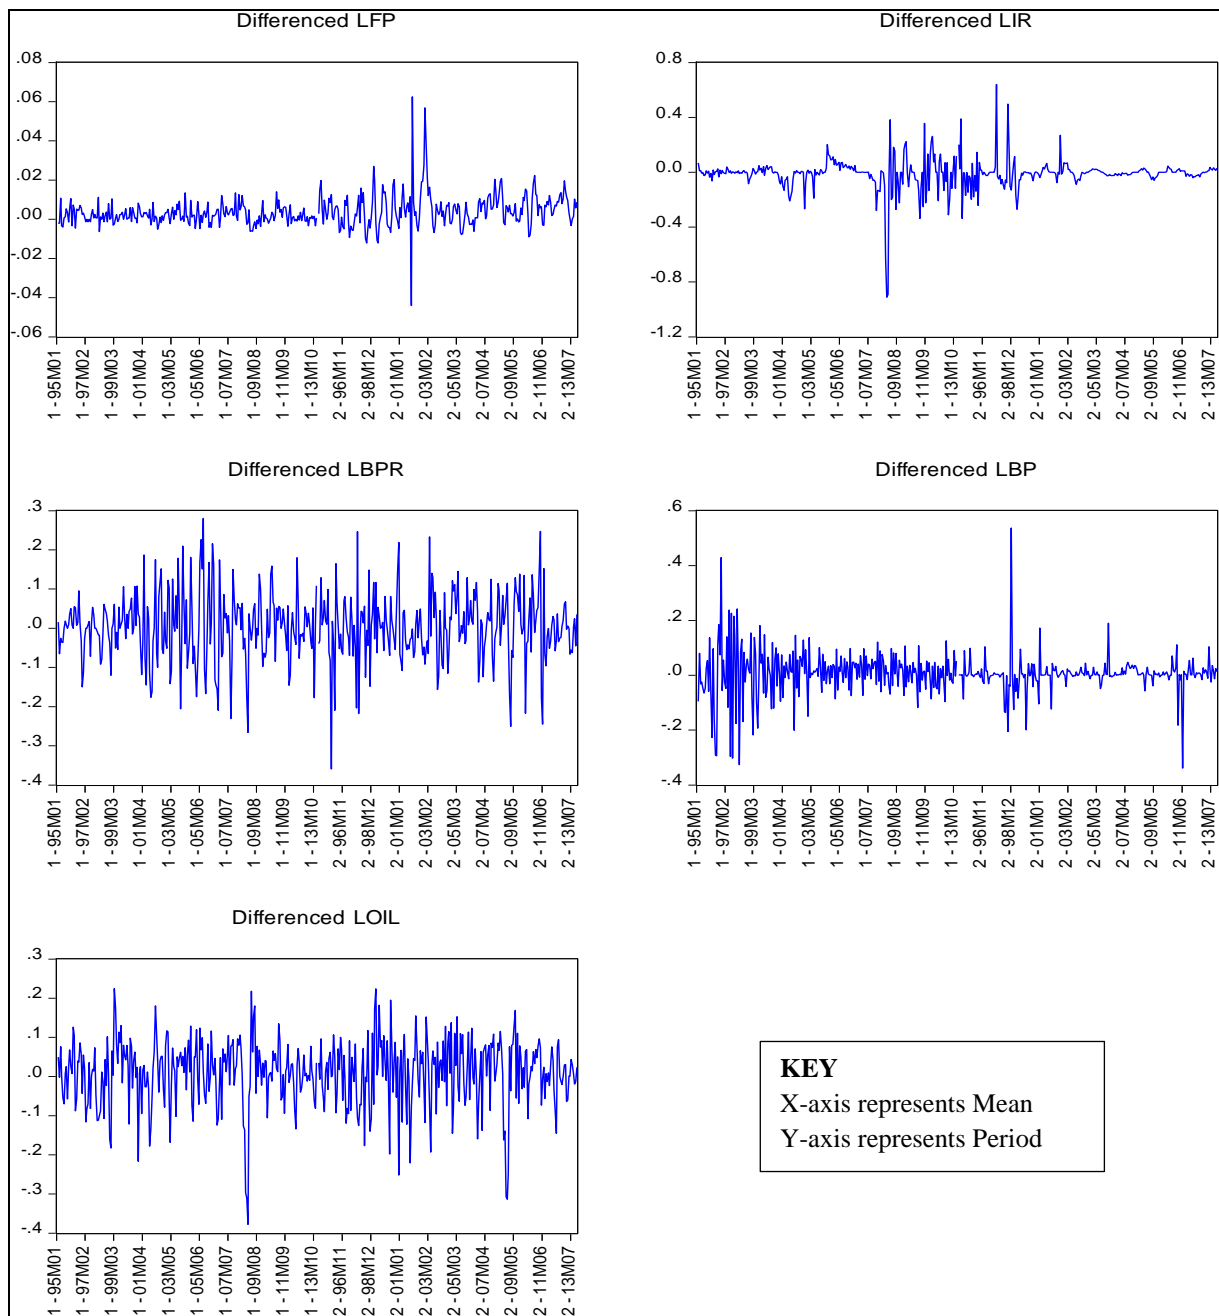 Differenced LFP
.08
.06
.04
.02
.00
-.02
-.04
-.06
1 - 95M01
1 - 97M02
1 - 99M03
1 - 01M04
1 - 03M05
1 - 05M06
1 - 07M07
1 - 09M08
1 - 11M09
1 - 13M10
2 - 96M11
2 - 98M12
2 - 01M01
2 - 03M02
2 - 05M03
2 - 07M04
2 - 09M05
2 - 11M06
2 - 13M07
Differenced LIR
0.8
0.4
0.0
-0.4
-0.8
-1.2
1 - 95M01
1 - 97M02
1 - 99M03
1 - 01M04
1 - 03M05
1 - 05M06
1 - 07M07
1 - 09M08
1 - 11M09
1 - 13M10
2 - 96M11
2 - 98M12
2 - 01M01
2 - 03M02
2 - 05M03
2 - 07M04
2 - 09M05
2 - 11M06
2 - 13M07
Differenced LBPR
.3
.2
.1
.0
-.1
-.2
-.3
-.4
1 - 95M01
1 - 97M02
1 - 99M03
1 - 01M04
1 - 03M05
1 - 05M06
1 - 07M07
1 - 09M08
1 - 11M09
1 - 13M10
2 - 96M11
2 - 98M12
2 - 01M01
2 - 03M02
2 - 05M03
2 - 07M04
2 - 09M05
2 - 11M06
2 - 13M07
Differenced LBP
.6
.4
.2
.0
-.2
-.4
1 - 95M01
1 - 97M02
1 - 99M03
1 - 01M04
1 - 03M05
1 - 05M06
1 - 07M07
1 - 09M08
1 - 11M09
1 - 13M10
2 - 96M11
2 - 98M12
2 - 01M01
2 - 03M02
2 - 05M03
2 - 07M04
2 - 09M05
2 - 11M06
2 - 13M07
Differenced LOIL
.3
.2
.1
.0
-.1
-.2
-.3
-.4
1 - 95M01
1 - 97M02
1 - 99M03
1 - 01M04
1 - 03M05
1 - 05M06
1 - 07M07
1 - 09M08
1 - 11M09
1 - 13M10
2 - 96M11
2 - 98M12
2 - 01M01
2 - 03M02
2 - 05M03
2 - 07M04
2 - 09M05
2 - 11M06
2 - 13M07
KEY
X-axis represents Mean
Y-axis represents Period